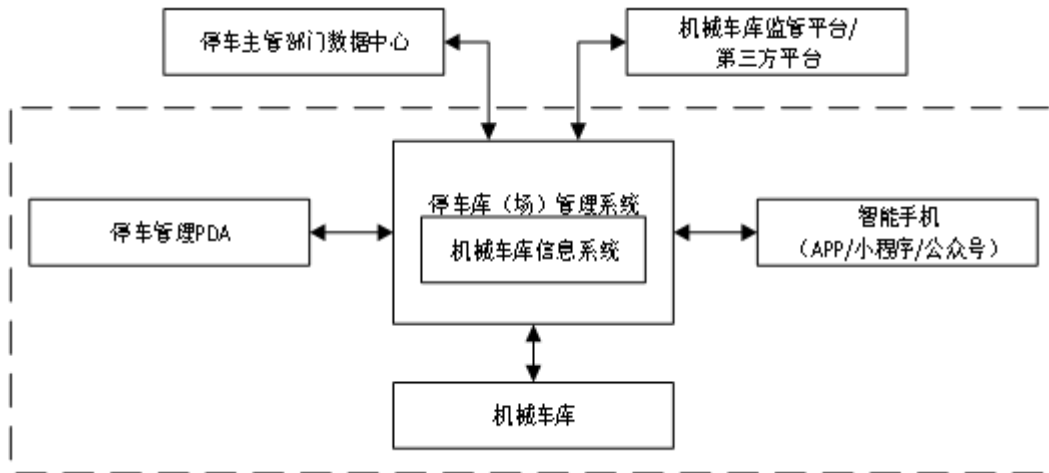 停车主管部门数据中心
机械车库监管平台/
第三方平台
停车库（场）管理系统
停车管理PDA
机械车库信息系统
智能手机
（APP/小程序/公众号）
机械车库